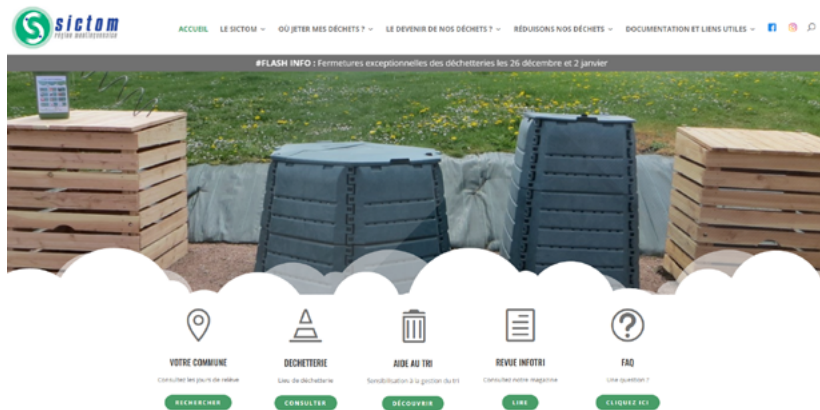 sictom
région montluçonnaise
ACCUEIL LE SICTOM OÙ JETER MES DÉCHETS ? LE DEVENIR DE NOS DÉCHETS ? RÉDUISONS NOS DÉCHETS DOCUMENTATION ET LIENS UTILES
#FLASH INFO : Fermetures exceptionnelles des déchetteries les 26 décembre et 2 janvier
VOTRE COMMUNE DECHETTERIE AIDE AU TRI REVUE INFOTRI FAQ
Consultez les jours de relève Lieu de déchetterie Sensibilisation à la gestion du tri Consultez notre magazine Une question ?
RECHERCHER CONSULTER DÉCOUVRIR LIRE CLIQUEZ ICI